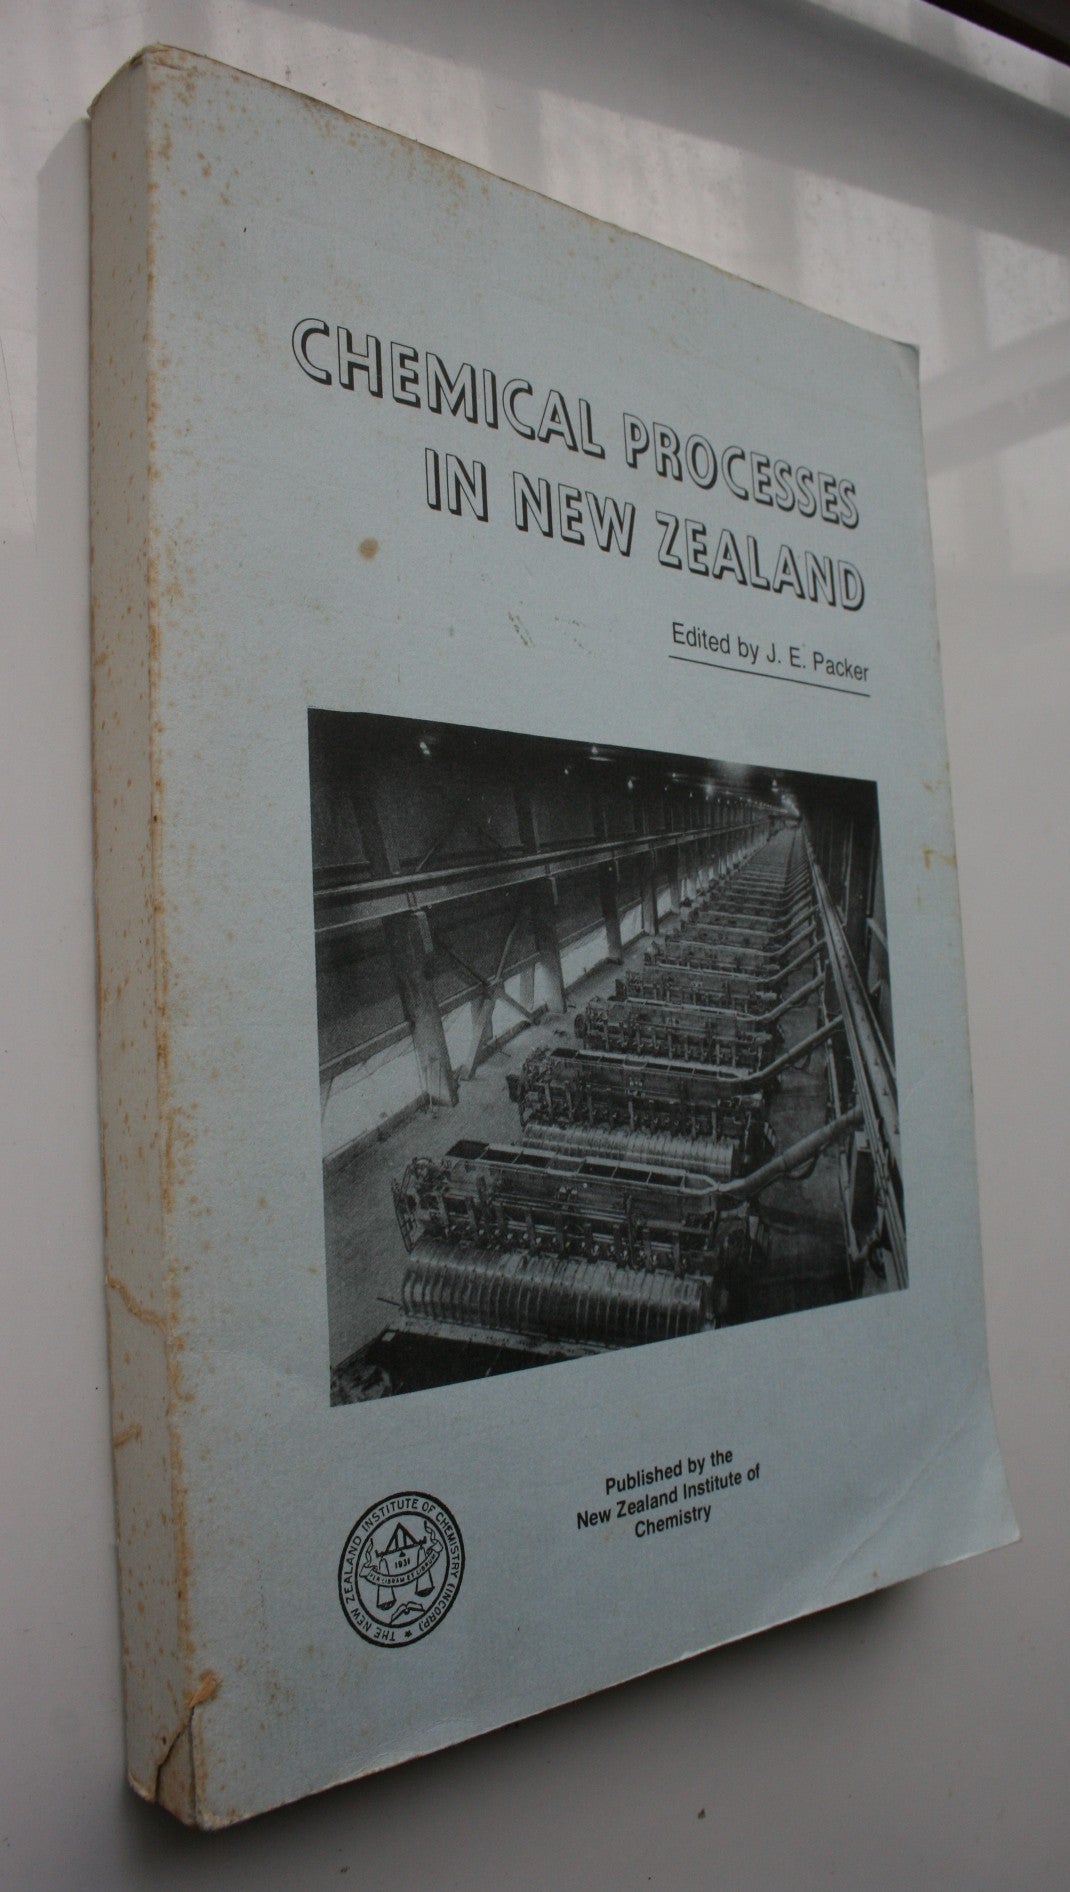 CHEMICAL PROCESSES
IN NEW ZEALAND
Edited by J. E. Packer
Published by the
New Zealand Institute of
Chemistry
THE NEW ZEALAND INSTITUTE OF CHEMISTRY (INCORP.)
1931